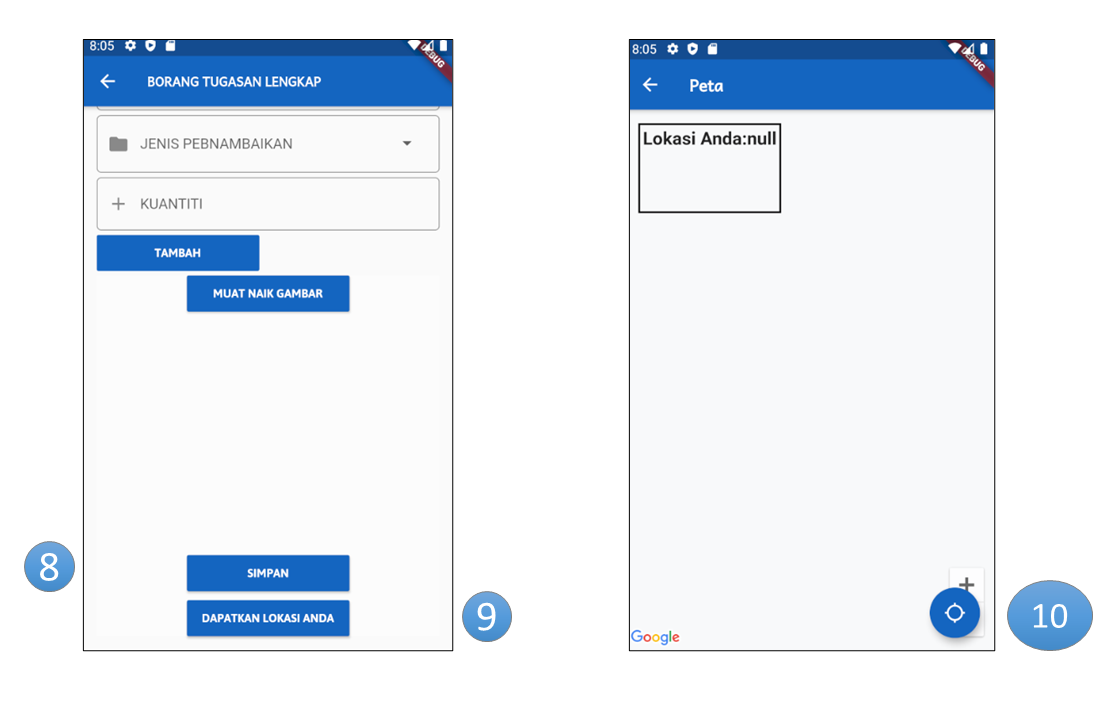 8:05
DEBUG
BORANG TUGASAN LENGKAP
JENIS PEBNAMBAIKAN
KUANTITI
TAMBAH
MUAT NAIK GAMBAR
8
SIMPAN
DAPATKAN LOKASI ANDA
9
8:05
DEBUG
Peta
Lokasi Anda:null
+
Google
10